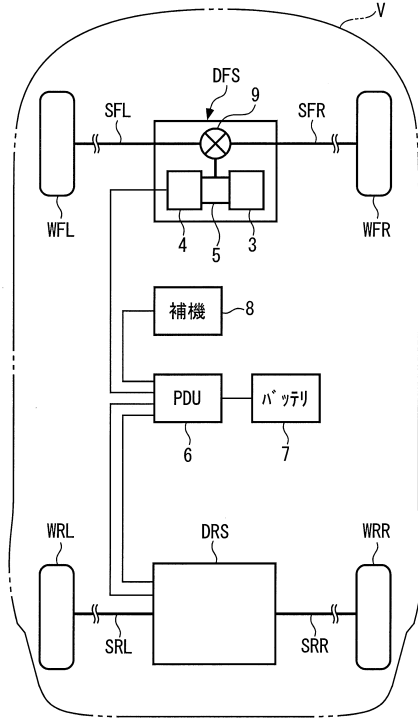 V
DFS
9
SFL
SFR
WFL
4
5
3
WFR
補機
8
PDU
バッテリ
6
7
WRL
DRS
WRR
SRL
SRR